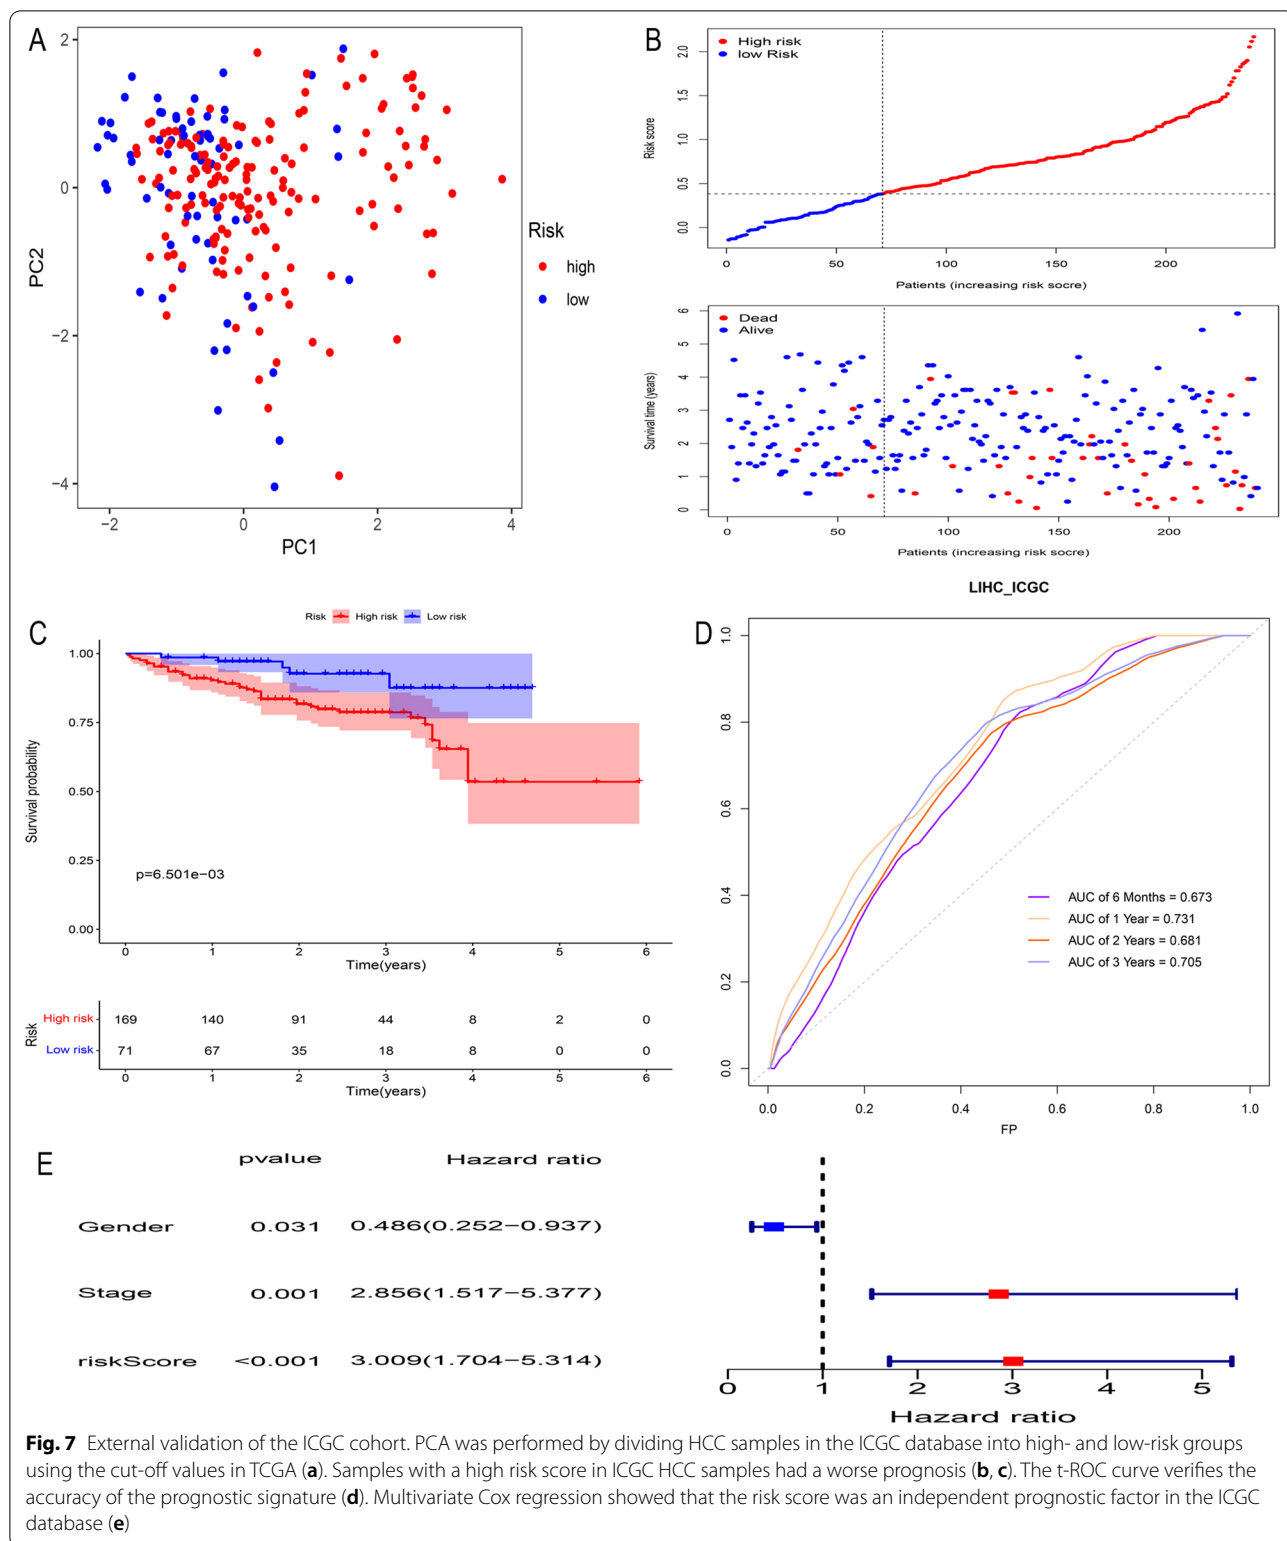 A
2
0
−2
−4
−2 0 2 4
PC2
PC1
Risk
high
low
B
High risk
low Risk
Risk score
2.0
1.5
1.0
0.5
0.0
0 50 100 150 200
Patients (increasing risk socre)
Dead
Alive
Survival time (years)
6
5
4
3
2
1
0
0 50 100 150 200
Patients (increasing risk socre)
C
Risk High risk Low risk
Survival probability
1.00
0.75
0.50
0.25
0.00
p=6.501e−03
0 1 2 3 4 5 6
Time(years)
Risk
High risk 169 140 91 44 8 2 0
Low risk 71 67 35 18 8 0 0
0 1 2 3 4 5 6
Time(years)
LIHC_ICGC
D
1.0
0.8
0.6
0.4
0.2
0.0
AUC of 6 Months = 0.673
AUC of 1 Year = 0.731
AUC of 2 Years = 0.681
AUC of 3 Years = 0.705
0.0 0.2 0.4 0.6 0.8 1.0
FP
E
pvalue Hazard ratio
Gender 0.031 0.486(0.252−0.937)
Stage 0.001 2.856(1.517−5.377)
riskScore <0.001 3.009(1.704−5.314)
0 1 2 3 4 5
Hazard ratio
Fig. 7 External validation of the ICGC cohort. PCA was performed by dividing HCC samples in the ICGC database into high- and low-risk groups
using the cut-off values in TCGA (a). Samples with a high risk score in ICGC HCC samples had a worse prognosis (b, c). The t-ROC curve verifies the
accuracy of the prognostic signature (d). Multivariate Cox regression showed that the risk score was an independent prognostic factor in the ICGC
database (e)